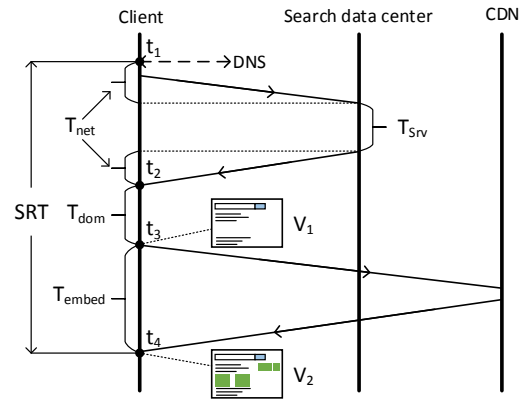 Client
Search data center
CDN
t1
DNS
Tnet
TSrv
t2
SRT
Tdom
V1
t3
Tembed
t4
V2